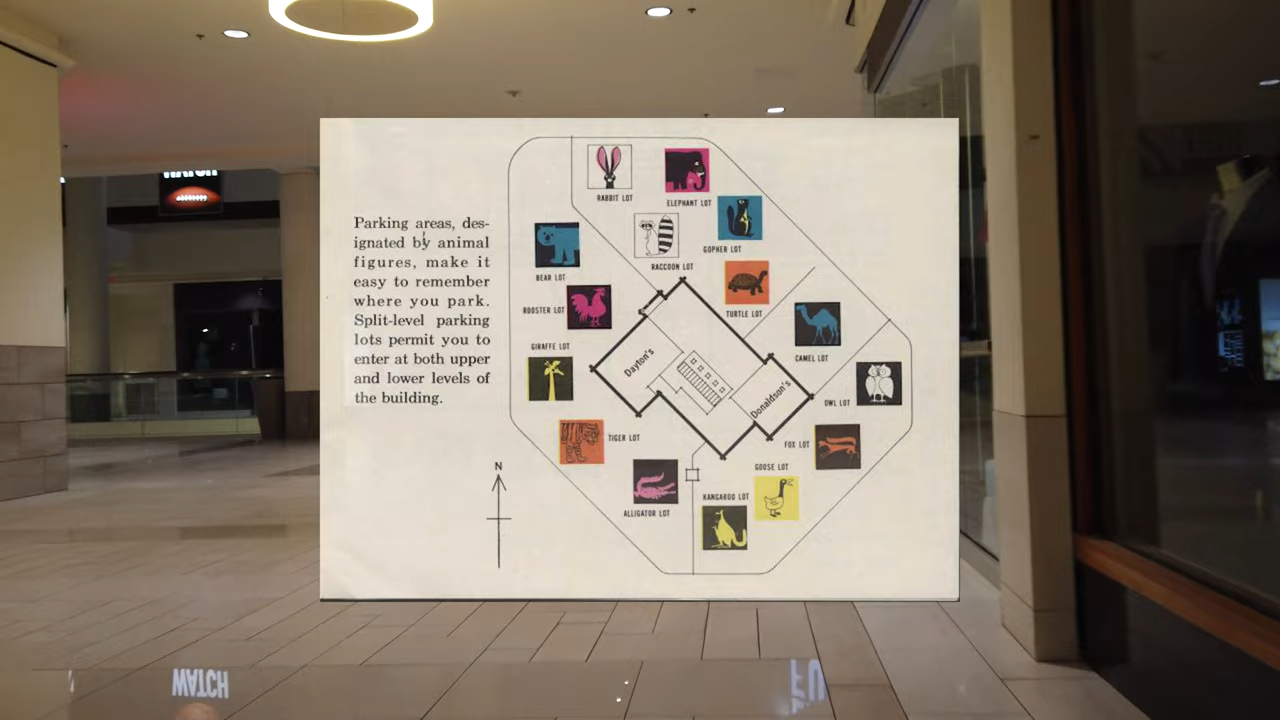 WATCH
Parking areas, des-
ignated by animal
figures, make it
easy to remember
where you park.
Split-level parking
lots permit you to
enter at both upper
and lower levels of
the building.
RABBIT LOT
ELEPHANT LOT
GOPHER LOT
RACCOON LOT
BEAR LOT
TURTLE LOT
ROOSTER LOT
GIRAFFE LOT
CAMEL LOT
Dayton's
Donaldson's
OWL LOT
TIGER LOT
FOX LOT
GOOSE LOT
ALLIGATOR LOT
KANGAROO LOT
N
WATCH